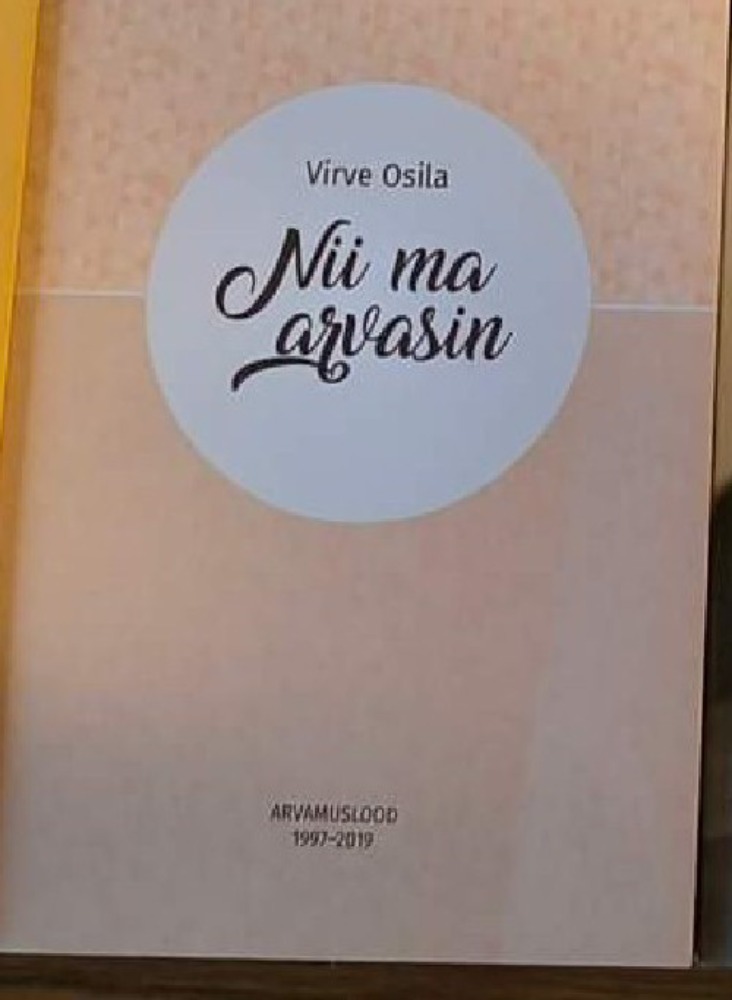 Virve Osila
Nii ma
arvasin
ARVAMUSLOOD
1997–2019